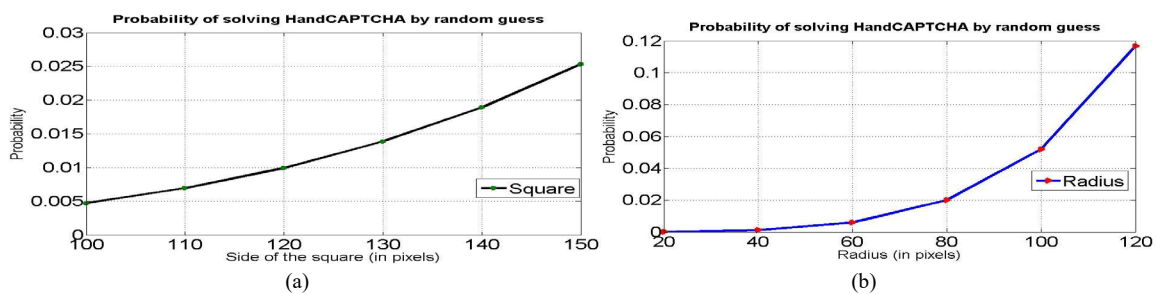 Probability of solving HandCAPTCHA by random guess
0.03
0.025
0.02
0.015
0.01
0.005
0
Probability
100 110 120 130 140 150
Side of the square (in pixels)
Square
(a)
Probability of solving HandCAPTCHA by random guess
0.12
0.1
0.08
0.06
0.04
0.02
0
Probability
20 40 60 80 100 120
Radius (in pixels)
Radius
(b)